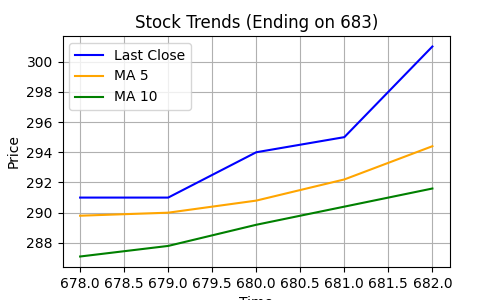 Stock Trends (Ending on 683)
Last Close
MA 5
MA 10
Price
300
298
296
294
292
290
288
678.0 678.5 679.0 679.5 680.0 680.5 681.0 681.5 682.0
Time